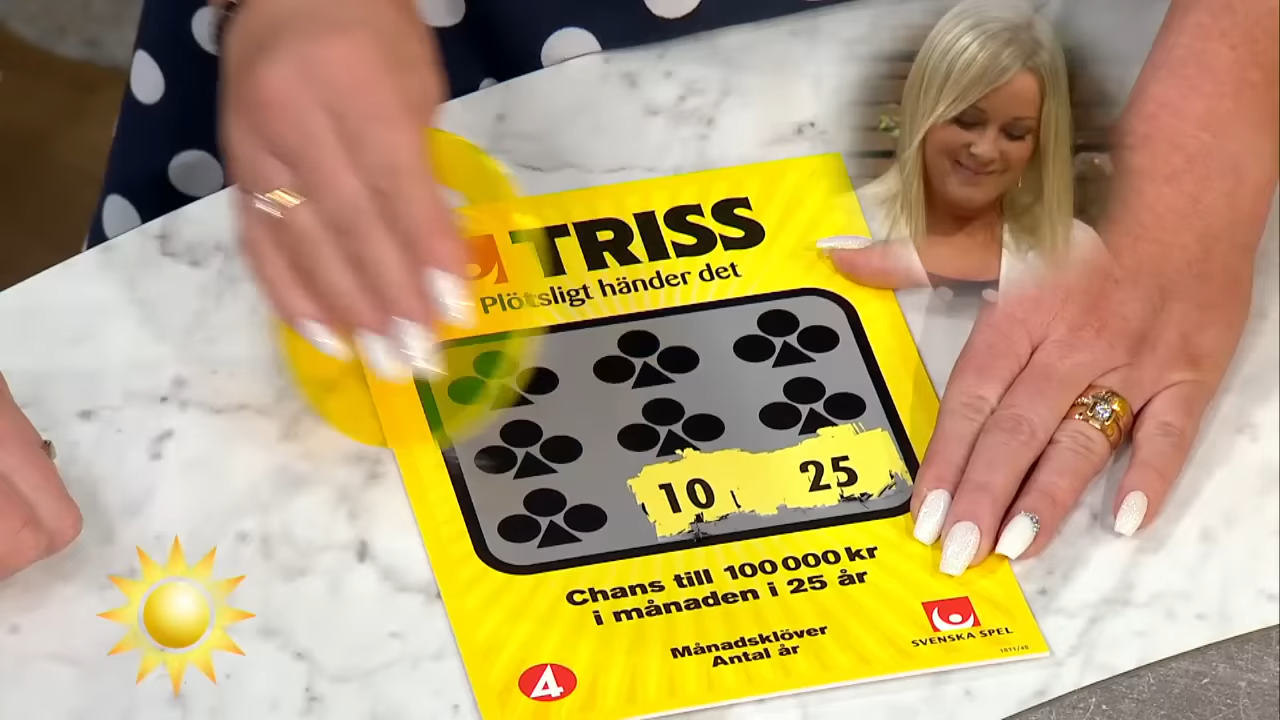 TRISS
Plötsligt händer det
10 25
Chans till 100 000 kr
i månaden i 25 år
Månadsklöver
Antal år
SVENSKA SPEL
4